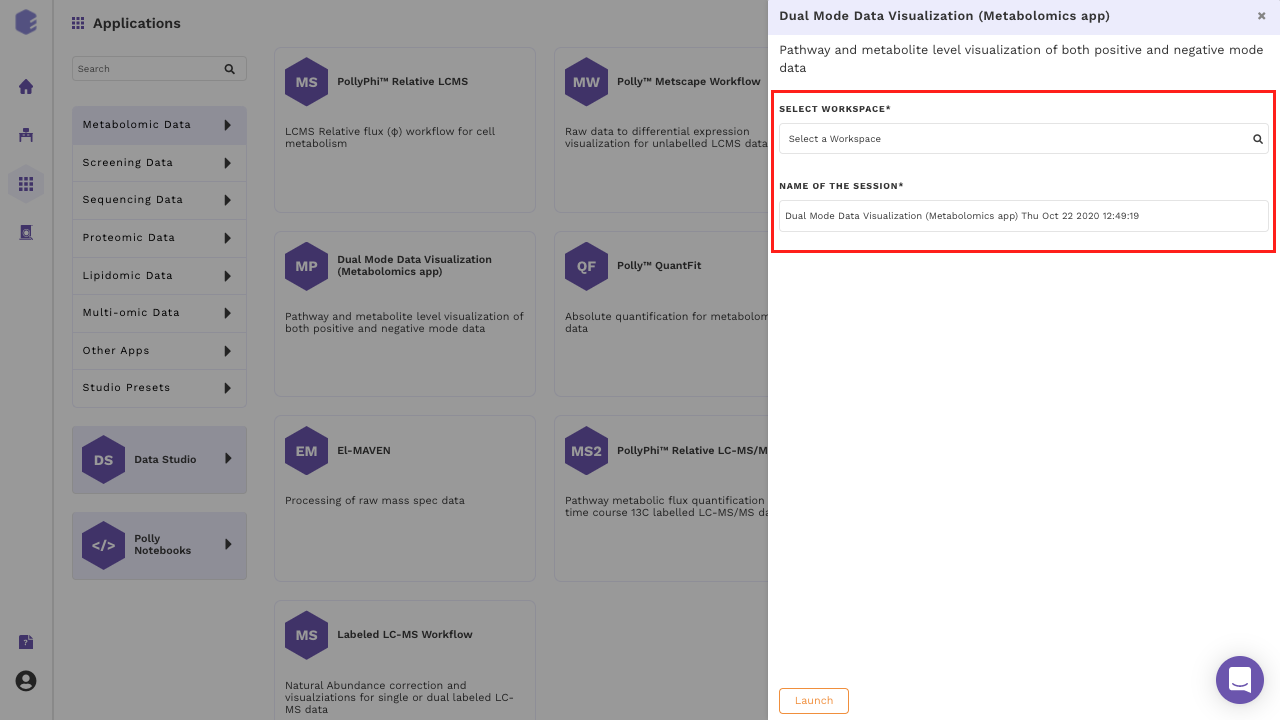 Applications
Search
Metabolomic Data
Screening Data
Sequencing Data
Proteomic Data
Lipidomic Data
Multi-omic Data
Other Apps
Studio Presets
DS
Data Studio
</>
Polly
Notebooks
MS
PollyPhi™ Relative LCMS
LCMS Relative flux (ϕ) workflow for cell
metabolism
MW
Polly™ Metscape Workflow
Raw data to differential expression
visualization for unlabelled LCMS data
MP
Dual Mode Data Visualization
(Metabolomics app)
Pathway and metabolite level visualization of
both positive and negative mode data
QF
Polly™ QuantFit
Absolute quantification for metabolom
data
EM
El-MAVEN
Processing of raw mass spec data
MS2
PollyPhi™ Relative LC-MS/M
Pathway metabolic flux quantification
time course 13C labelled LC-MS/MS da
MS
Labeled LC-MS Workflow
Natural Abundance correction and
visualziations for single or dual labeled LC-
MS data
Dual Mode Data Visualization (Metabolomics app)
Pathway and metabolite level visualization of both positive and negative mode
data
SELECT WORKSPACE*
Select a Workspace
NAME OF THE SESSION*
Dual Mode Data Visualization (Metabolomics app) Thu Oct 22 2020 12:49:19
Launch